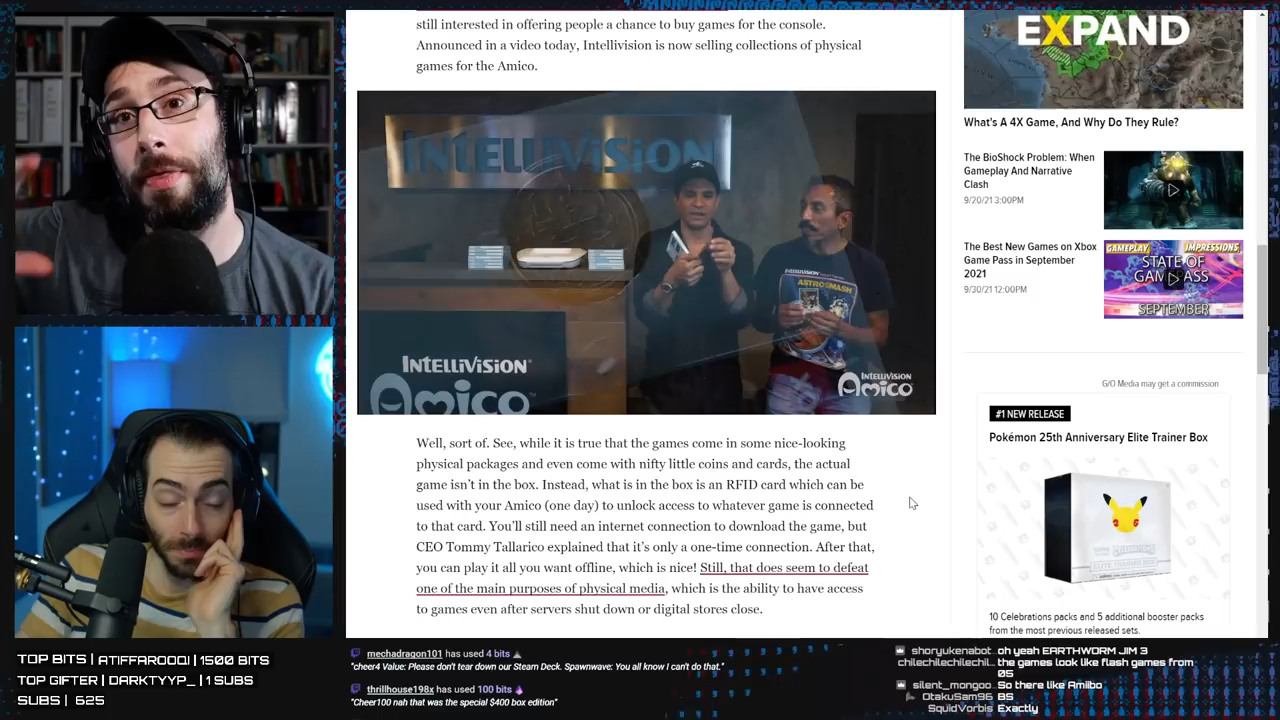 still interested in offering people a chance to buy games for the console.
Announced in a video today, Intellivision is now selling collections of physical
games for the Amico.
INTELLIVISION
ASTROSMASH
INTELLIVISION
Amico
INTELLIVISION
Amico
Well, sort of. See, while it is true that the games come in some nice-looking
physical packages and even come with nifty little coins and cards, the actual
game isn't in the box. Instead, what is in the box is an RFID card which can be
used with your Amico (one day) to unlock access to whatever game is connected
to that card. You'll still need an internet connection to download the game, but
CEO Tommy Tallarico explained that it's only a one-time connection. After that,
you can play it all you want offline, which is nice! Still, that does seem to defeat
one of the main purposes of physical media, which is the ability to have access
to games even after servers shut down or digital stores close.
EXPAND
What's A 4X Game, And Why Do They Rule?
The BioShock Problem: When
Gameplay And Narrative
Clash
9/20/21 3:00PM
The Best New Games on Xbox
Game Pass in September
2021
9/30/21 12:00PM
GAMEPLAY IMPRESSIONS
STATE OF
GAME PASS
SEPTEMBER
G/O Media may get a commission
#1 NEW RELEASE
Pokémon 25th Anniversary Elite Trainer Box
10 Celebrations packs and 5 additional booster packs
from the most previous released sets.
TOP BITS | ATIFFAROOQI | 1500 BITS
TOP GIFTER | DARKTYYP_ | 1 SUBS
SUBS | 625
mechadragon101 has used 4 bits
"cheer4 Value: Please don't tear down our Steam Deck. Spawnwave: You all know I can't do that."
thrillhouse198x has used 100 bits
"Cheer100 nah that was the special $400 box edition"
shoryukenabot.. oh yeah EARTHWORM JIM 3
chilechilechilechil... the games look like flash games from
05
silent_mongoo.. So there like Amiibo
OtakuSam96 BS
SquidVorbis Exactly